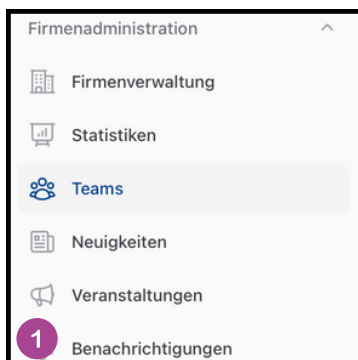 Firmenadministration
Firmenverwaltung
Statistiken
Teams
Neuigkeiten
Veranstaltungen
1
Benachrichtigungen